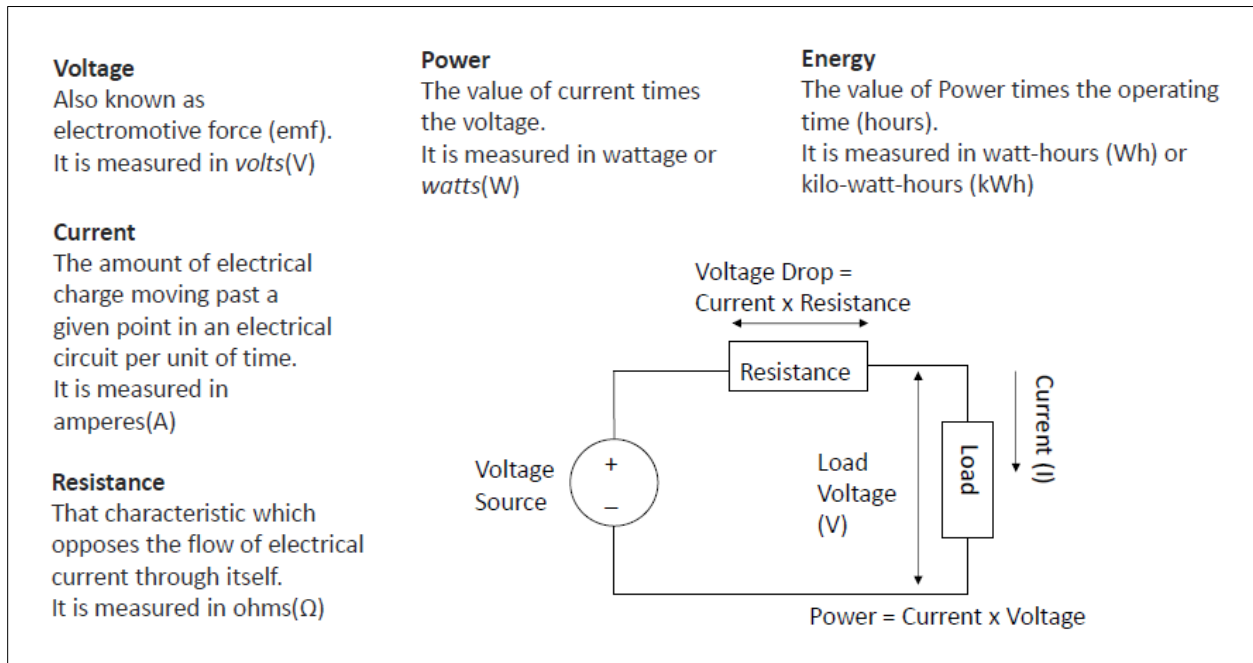 Voltage
Also known as
electromotive force (emf).
It is measured in volts(V)
Current
The amount of electrical
charge moving past a
given point in an electrical
circuit per unit of time.
It is measured in
amperes(A)
Resistance
That characteristic which
opposes the flow of electrical
current through itself.
It is measured in ohms(Ω)
Power
The value of current times
the voltage.
It is measured in wattage or
watts(W)
Energy
The value of Power times the operating
time (hours).
It is measured in watt-hours (Wh) or
kilo-watt-hours (kWh)
Voltage Drop =
Current x Resistance
Resistance
Voltage
Source
+
–
Load
Voltage
(V)
Load
Current (I)
Power = Current x Voltage